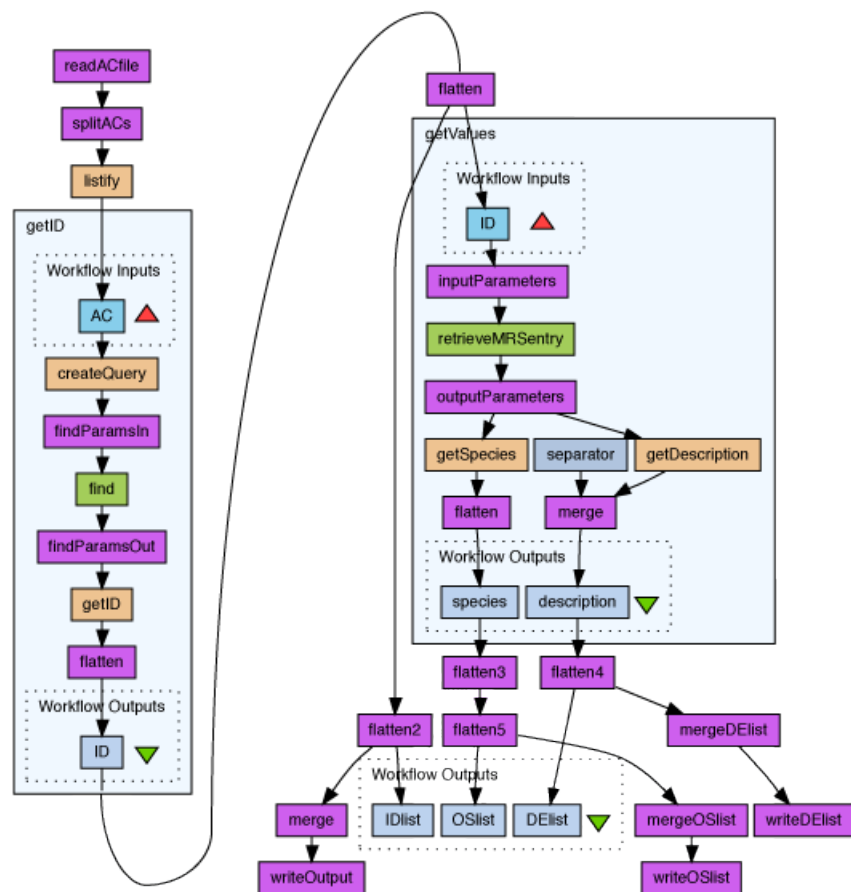 readACfile
splitACs
listify
getID
Workflow Inputs
AC
createQuery
findParamsIn
find
findParamsOut
getID
flatten
Workflow Outputs
ID
flatten
getValues
Workflow Inputs
ID
inputParameters
retrieveMRSentry
outputParameters
getSpecies
separator
getDescription
flatten
merge
Workflow Outputs
species
description
flatten3
flatten4
flatten2
flatten5
mergeDElist
Workflow Outputs
merge
IDlist
OSlist
DElist
mergeOSlist
writeDElist
writeOutput
writeOSlist